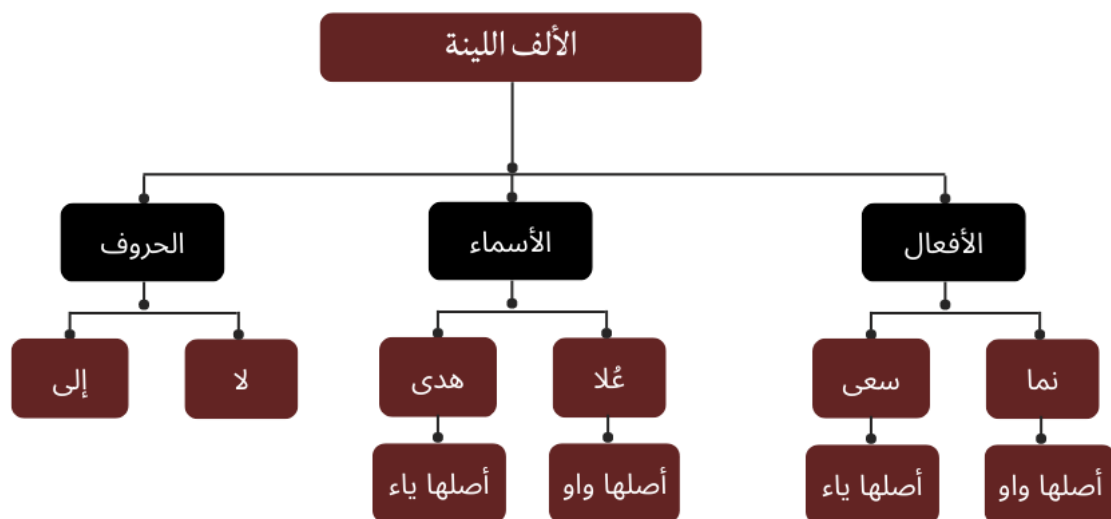 الألف اللينة
الأفعال
الأسماء
الحروف
نما
سعى
عُلا
هدى
لا
إلى
أصلها واو
أصلها ياء
أصلها واو
أصلها ياء